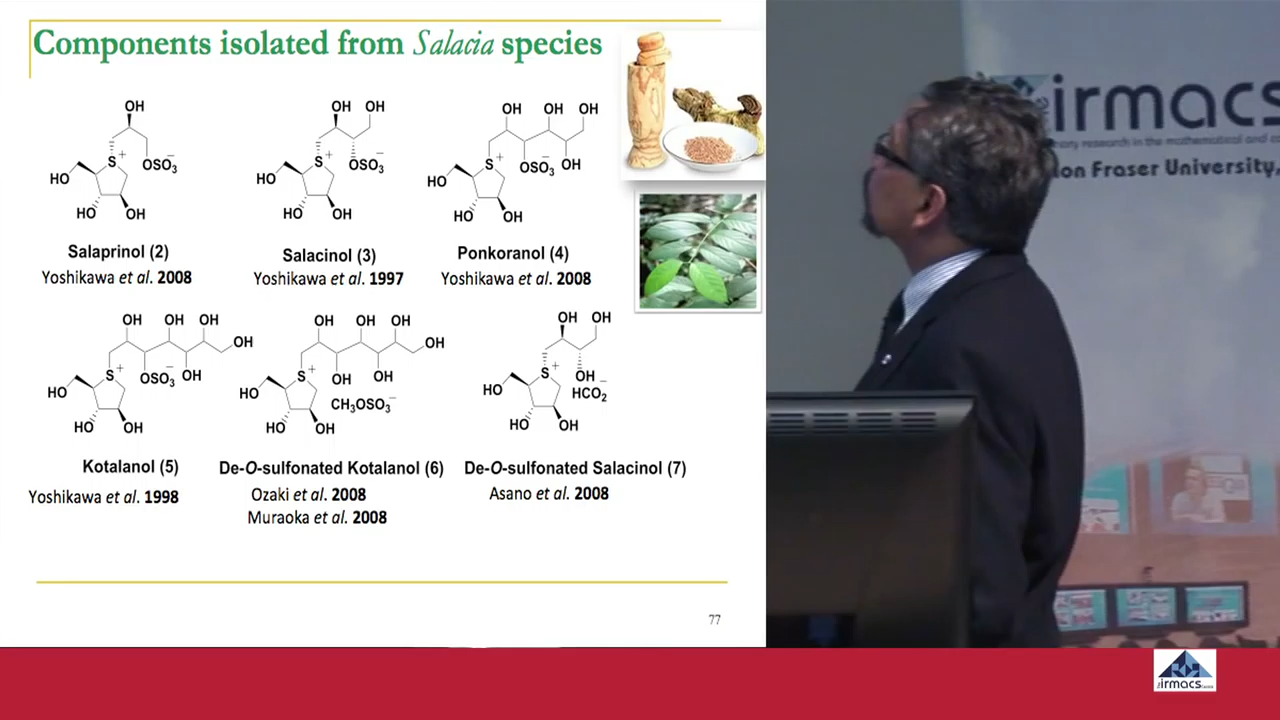 Components isolated from Salacia species
OH
S+
OSO3-
HO
HO OH
Salaprinol (2)
Yoshikawa et al. 2008
OH OH
S+
OSO3-
HO
HO OH
Salacinol (3)
Yoshikawa et al. 1997
OH OH OH
S+
OSO3- OH
HO
HO OH
Ponkoranol (4)
Yoshikawa et al. 2008
OH OH OH
OH
S+
OSO3- OH
HO
HO OH
Kotalanol (5)
Yoshikawa et al. 1998
OH OH OH
OH
S+
OH OH
HO
CH3OSO3-
HO OH
De-O-sulfonated Kotalanol (6)
Ozaki et al. 2008
Muraoka et al. 2008
OH OH
S+
OH
HO
HCO2-
HO OH
De-O-sulfonated Salacinol (7)
Asano et al. 2008
77
irmacs
research in the mathematical and
Fraser University,
irmacs